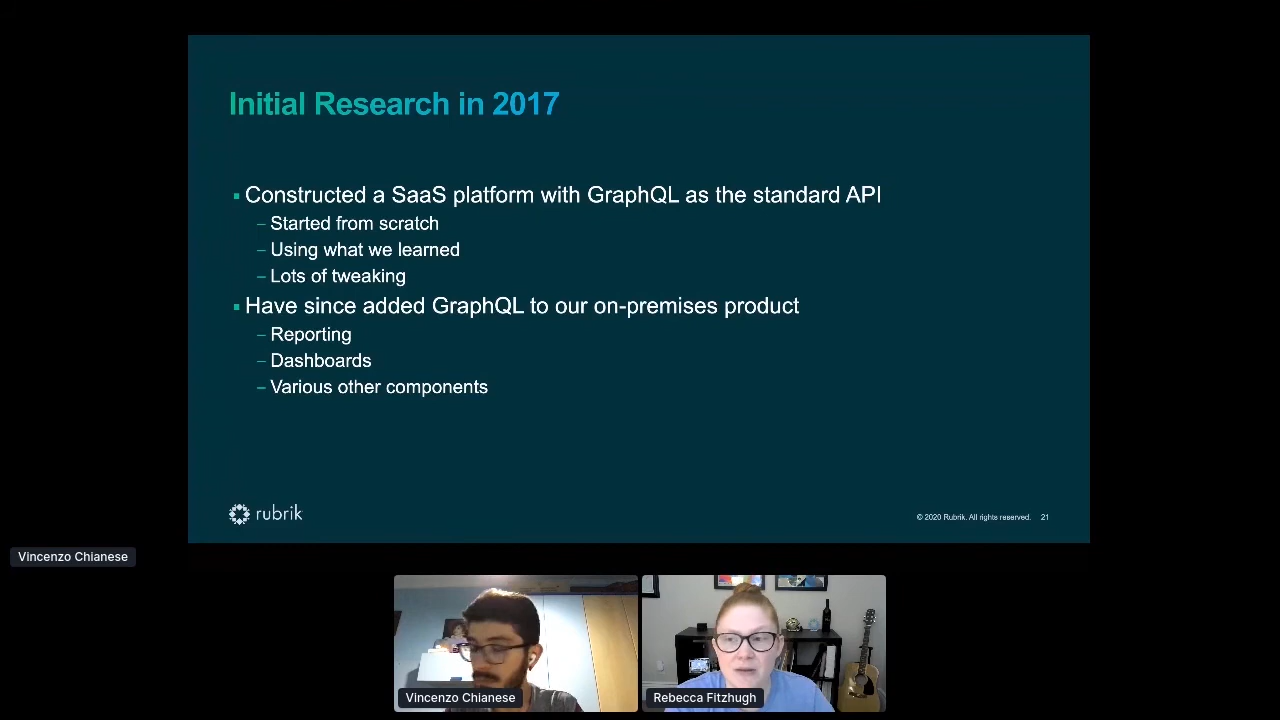 Initial Research in 2017
▪ Constructed a SaaS platform with GraphQL as the standard API
– Started from scratch
– Using what we learned
– Lots of tweaking
▪ Have since added GraphQL to our on-premises product
– Reporting
– Dashboards
– Various other components
rubrik
© 2020 Rubrik. All rights reserved. 21
Vincenzo Chianese
Vincenzo Chianese
Rebecca Fitzhugh